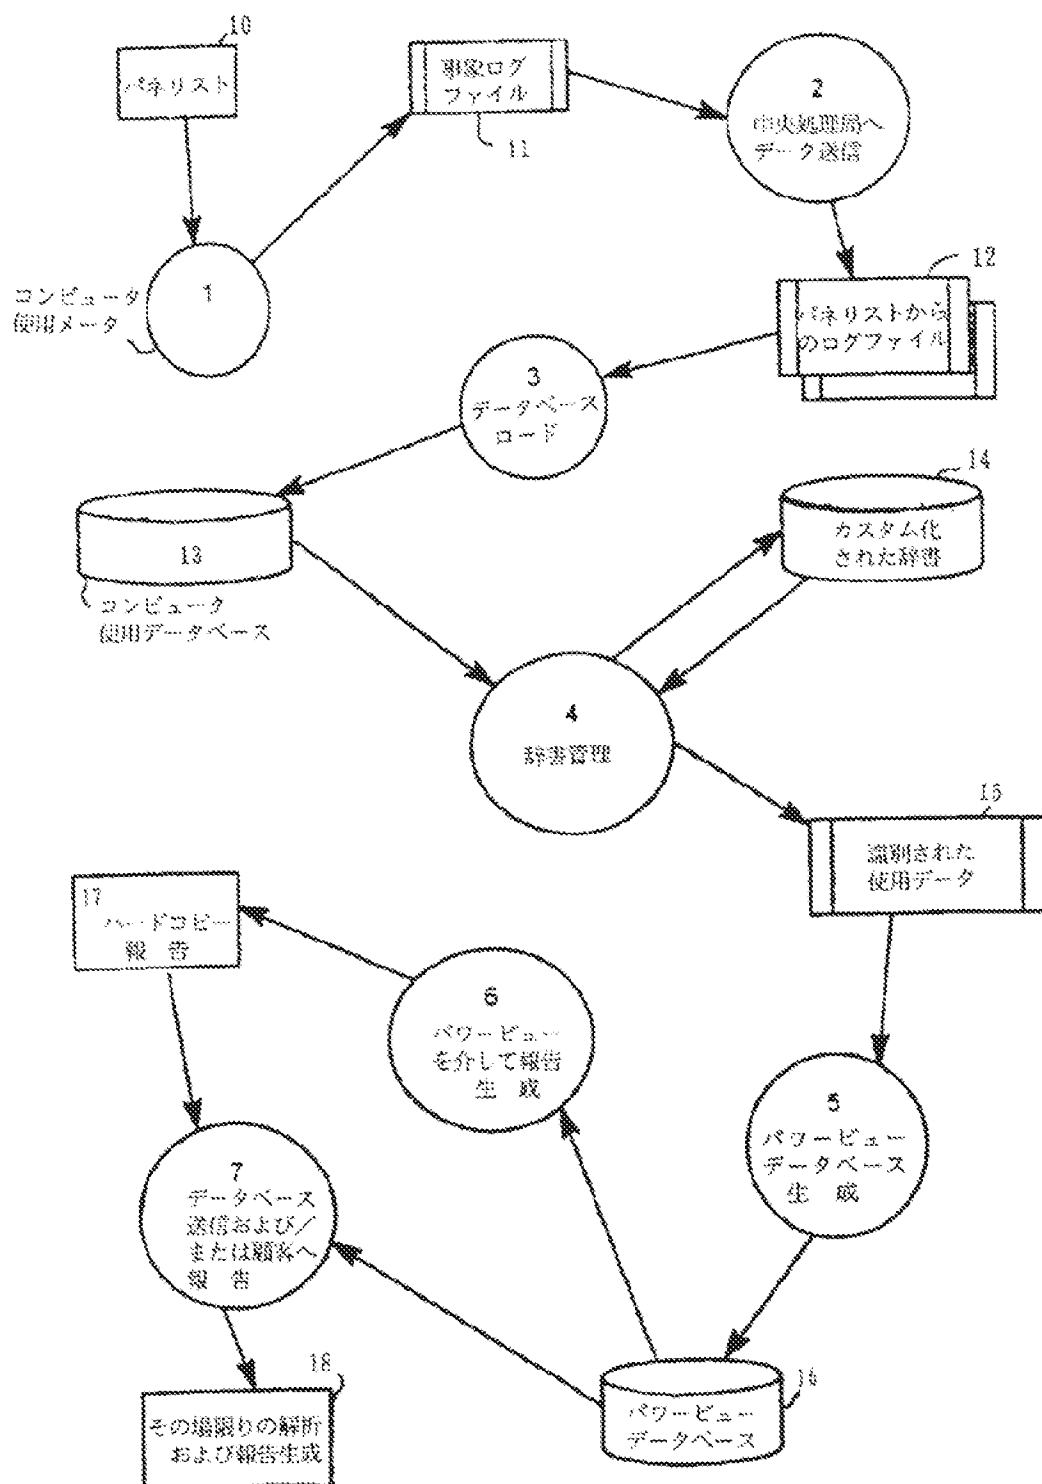 10
パネリスト
事象ログ
ファイル
11
2
中央処理局へ
データ送信
12
パネリストから
のログファイル
1
コンピュータ
使用メータ
3
データベース
ロード
13
コンピュータ
使用データベース
14
カスタム化
された辞書
4
辞書管理
15
識別された
使用データ
17
ハードコピー
報 告
6
パワービュー
を介して報告
生 成
5
パワービュー
データベース
生 成
7
データベース
送信および/
または顧客へ
報 告
16
パワービュー
データベース
18
その場限りの解析
および報告生成